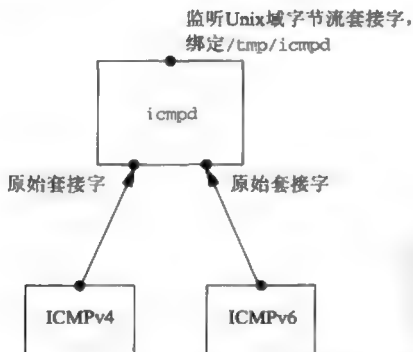 监听Unix域字节流套接字，
绑定/tmp/icmpd
icmpd
原始套接字
原始套接字
ICMPv4
ICMPv6